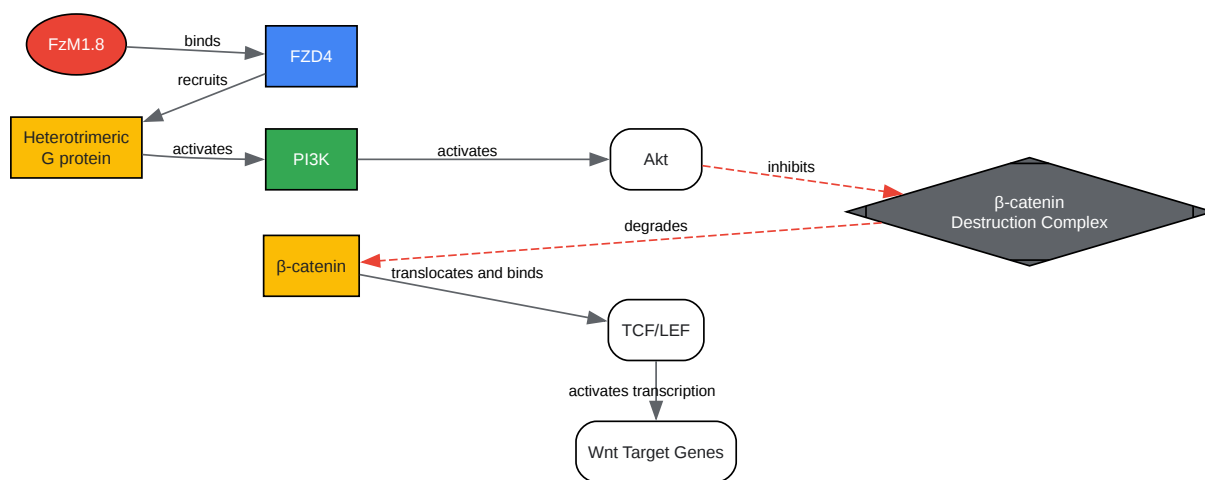 FzM1.8
binds
FZD4
recruits
Heterotrimeric
G protein
activates
PI3K
activates
Akt
inhibits
β-catenin
Destruction Complex
degrades
β-catenin
translocates and binds
TCF/LEF
activates transcription
Wnt Target Genes